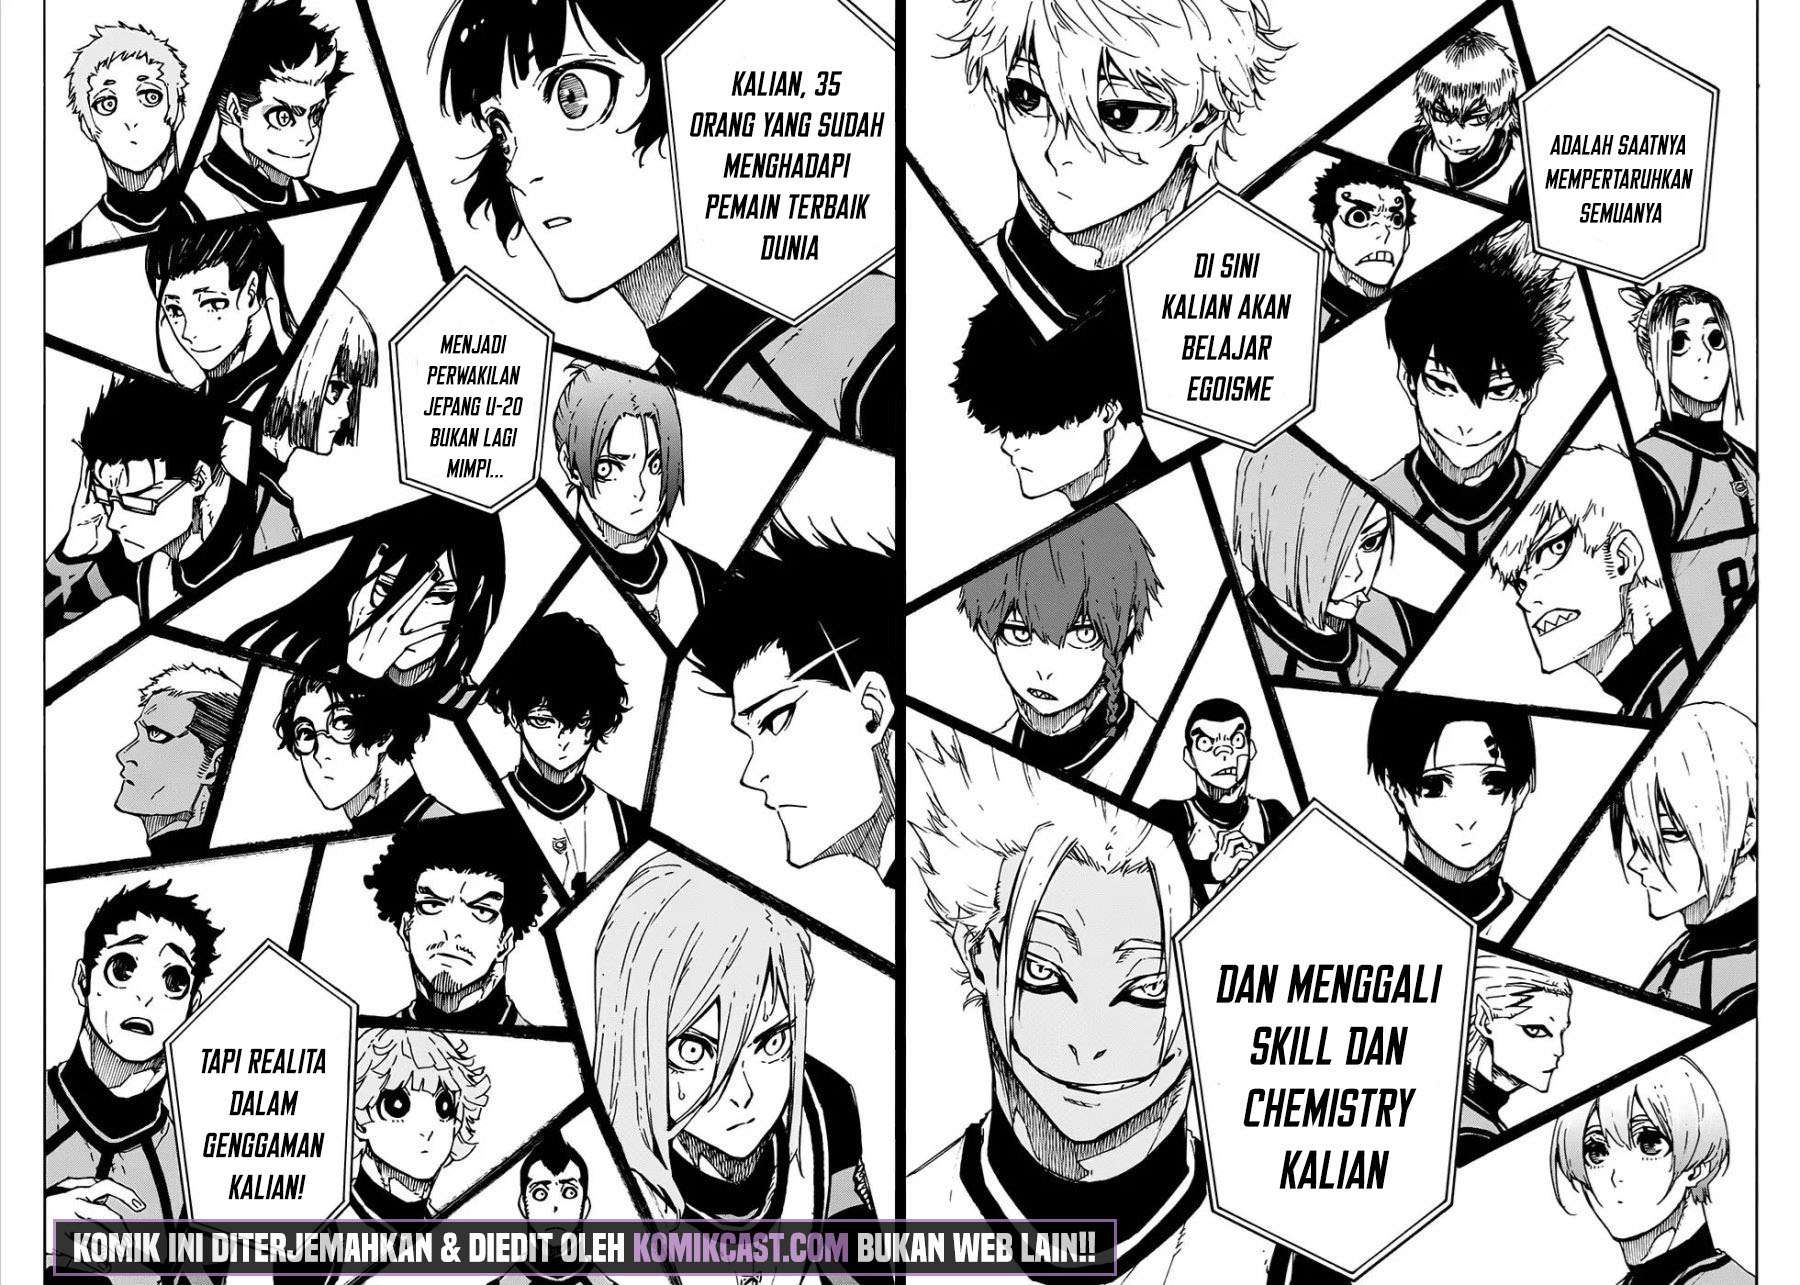 ADALAH SAATNYA
MEMPERTARUHKAN
SEMUANYA
DI SINI
KALIAN AKAN
BELAJAR
EGOISME
DAN MENGGALI
SKILL DAN
CHEMISTRY
KALIAN
KALIAN, 35
ORANG YANG SUDAH
MENGHADAPI
PEMAIN TERBAIK
DUNIA
MENJADI
PERWAKILAN
JEPANG U-20
BUKAN LAGI
MIMPI...
TAPI REALITA
DALAM
GENGGAMAN
KALIAN!
KOMIK INI DITERJEMAHKAN & DIEDIT OLEH KOMIKCAST.COM BUKAN WEB LAIN!!